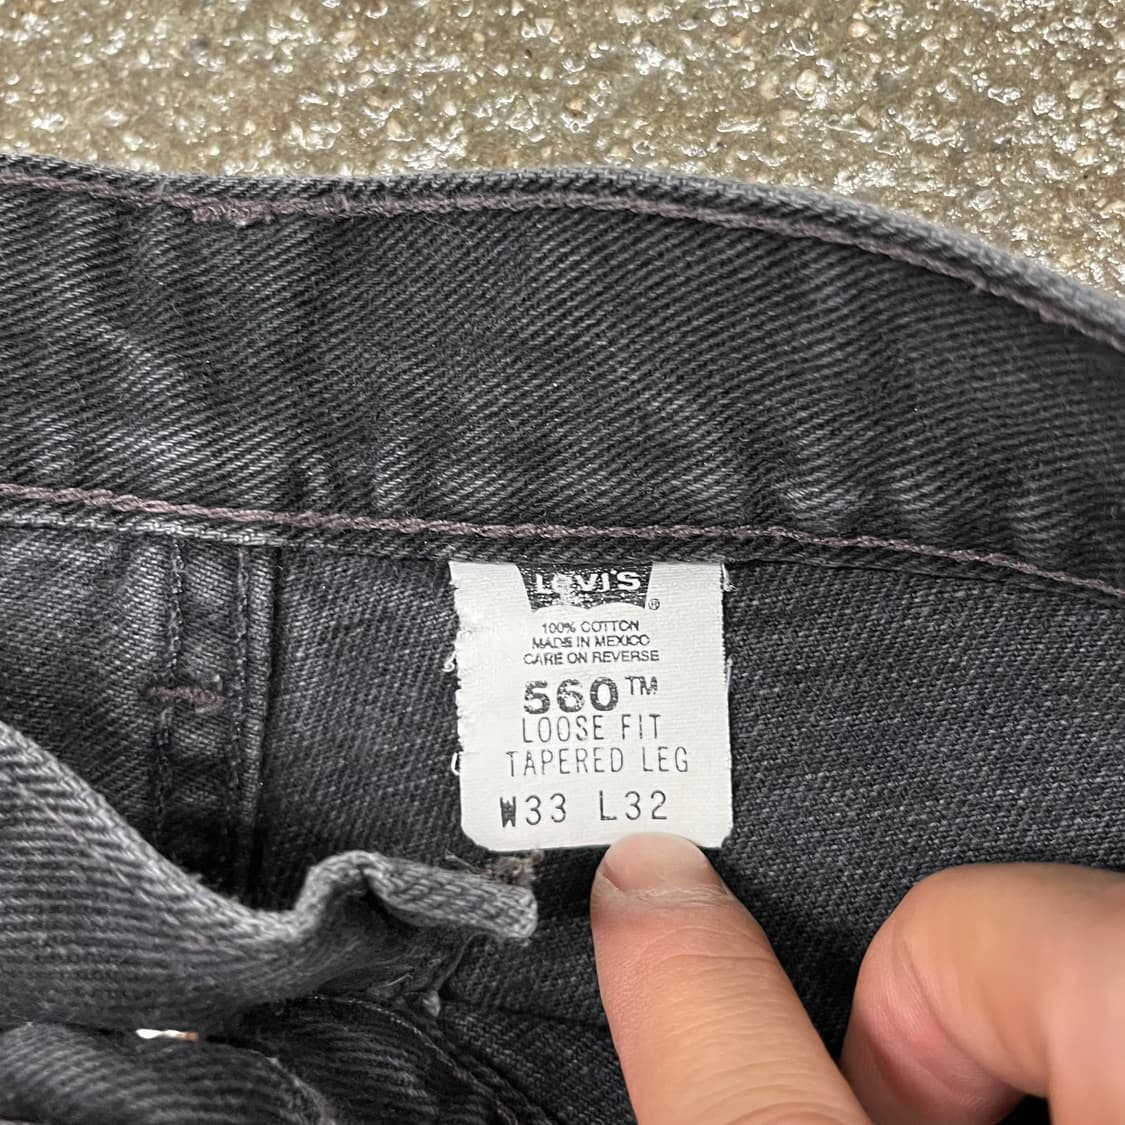 LEVI'S ®
100% COTTON
MADE IN MEXICO
CARE ON REVERSE
560™
LOOSE FIT
TAPERED LEG
W33 L32